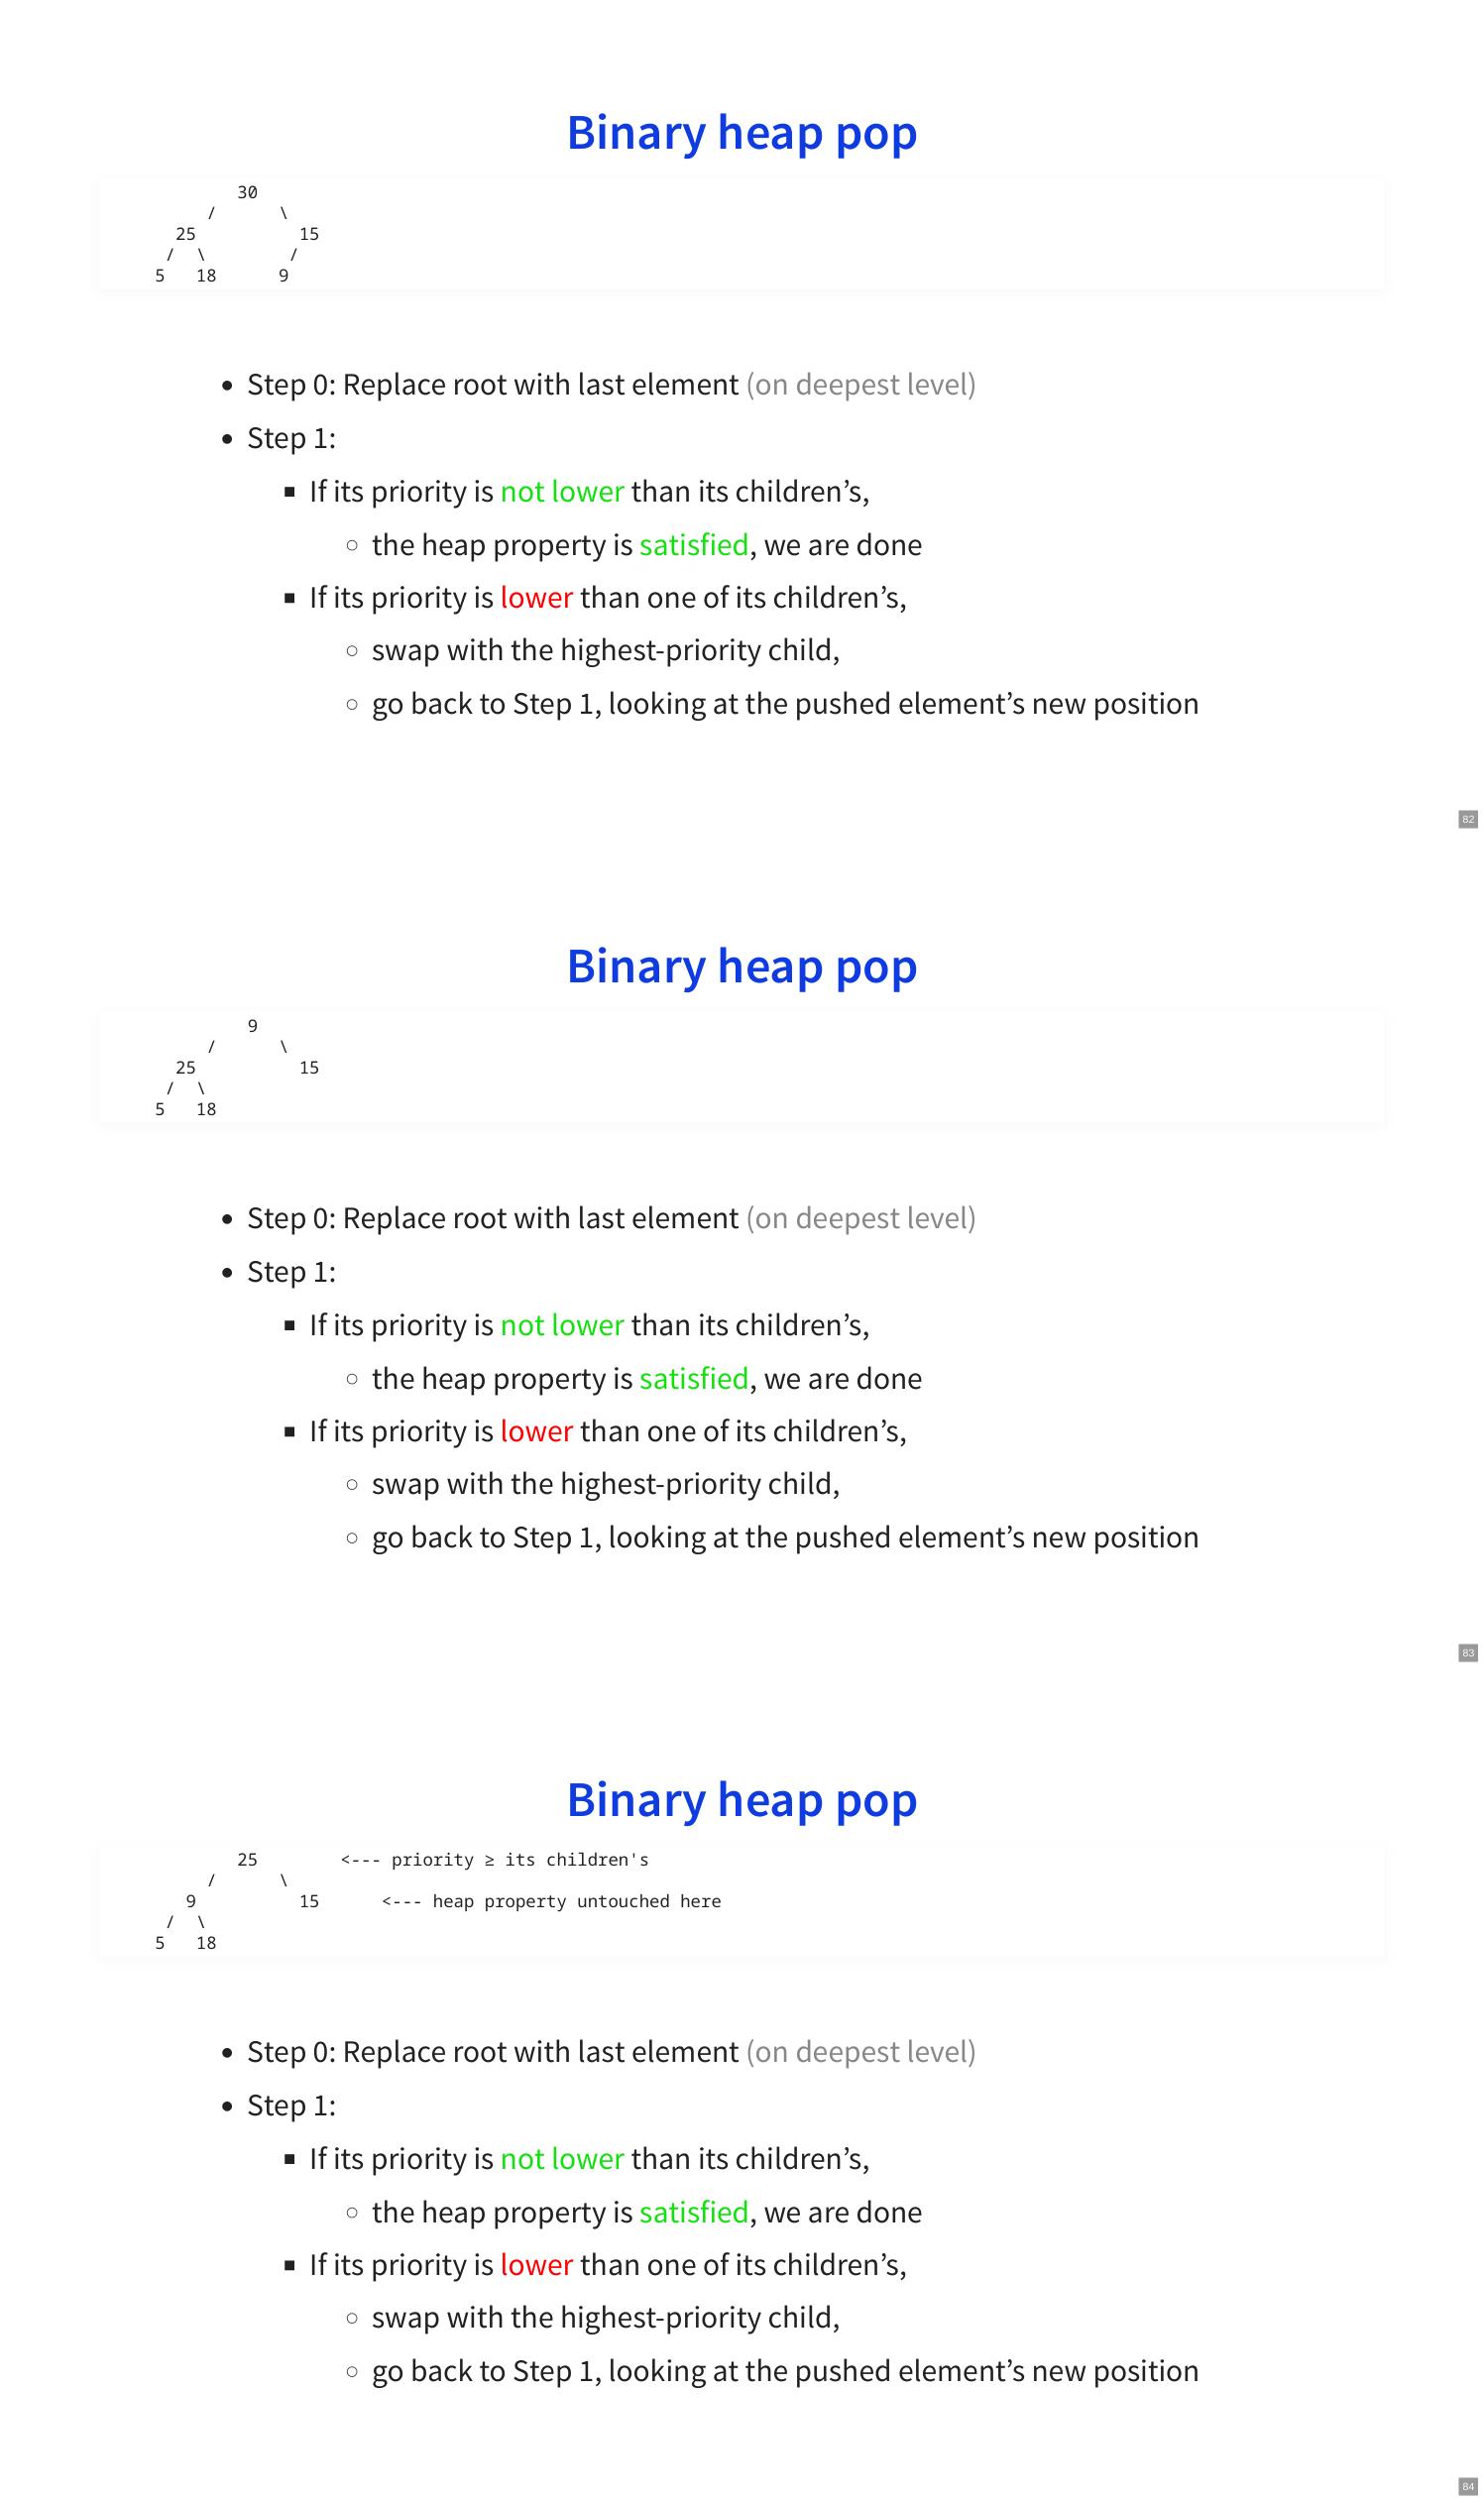 Binary heap pop
30
/ \
25 15
/ \ /
5 18 9
• Step 0: Replace root with last element (on deepest level)
• Step 1:
▪ If its priority is not lower than its children’s,
◦ the heap property is satisfied, we are done
▪ If its priority is lower than one of its children’s,
◦ swap with the highest-priority child,
◦ go back to Step 1, looking at the pushed element’s new position
82
Binary heap pop
9
/ \
25 15
/ \
5 18
• Step 0: Replace root with last element (on deepest level)
• Step 1:
▪ If its priority is not lower than its children’s,
◦ the heap property is satisfied, we are done
▪ If its priority is lower than one of its children’s,
◦ swap with the highest-priority child,
◦ go back to Step 1, looking at the pushed element’s new position
83
Binary heap pop
25 <--- priority ≥ its children's
/ \
9 15 <--- heap property untouched here
/ \
5 18
• Step 0: Replace root with last element (on deepest level)
• Step 1:
▪ If its priority is not lower than its children’s,
◦ the heap property is satisfied, we are done
▪ If its priority is lower than one of its children’s,
◦ swap with the highest-priority child,
◦ go back to Step 1, looking at the pushed element’s new position
84